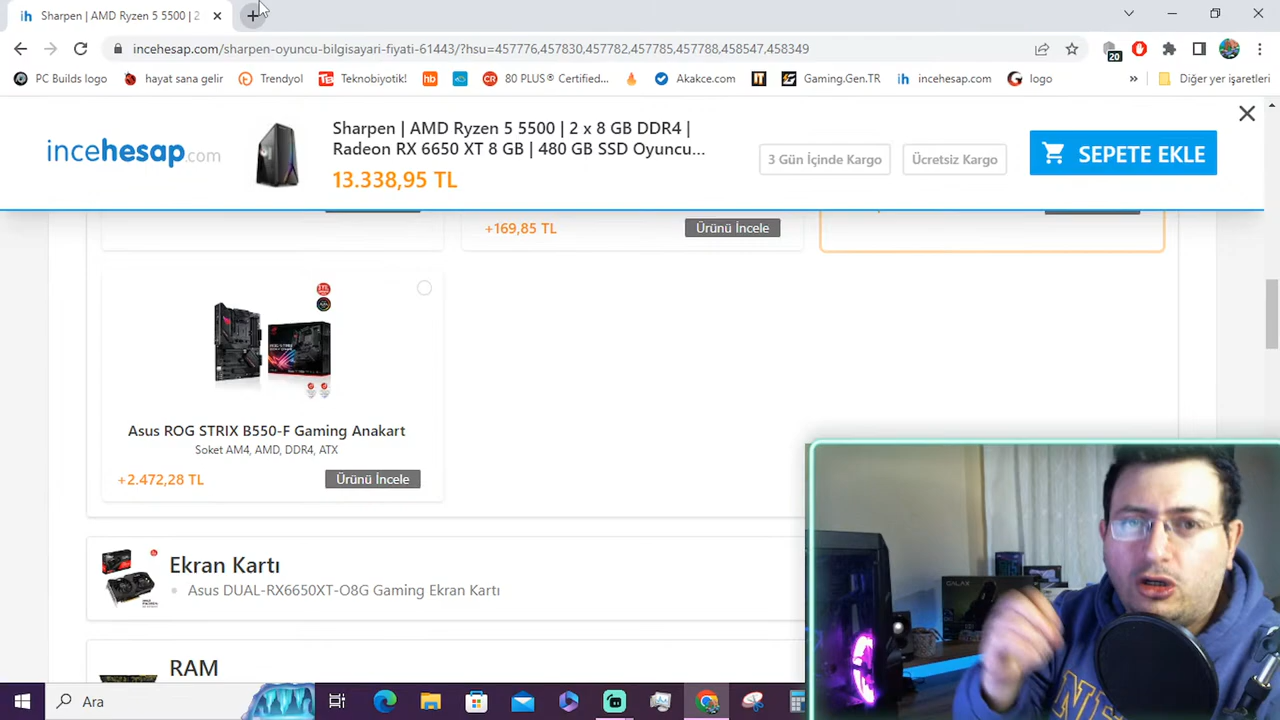 Sharpen | AMD Ryzen 5 5500 | 2
incehesap.com/sharpen-oyuncu-bilgisayari-fiyati-61443/?hsu=457776,457830,457782,457785,457788,458547,458349
20
PC Builds logo
hayat sana gelir
Trendyol
Teknobiyotik!
hb
CR 80 PLUS® Certified...
Akakce.com
IT
Gaming.Gen.TR
ih incehesap.com
logo
»
Diğer yer işaretleri
incehesap.com
Sharpen | AMD Ryzen 5 5500 | 2 x 8 GB DDR4 |
Radeon RX 6650 XT 8 GB | 480 GB SSD Oyuncu...
13.338,95 TL
3 Gün İçinde Kargo
Ücretsiz Kargo
SEPETE EKLE
+169,85 TL
Ürünü İncele
Asus ROG STRIX B550-F Gaming Anakart
Soket AM4, AMD, DDR4, ATX
+2.472,28 TL
Ürünü İncele
Ekran Kartı
Asus DUAL-RX6650XT-O8G Gaming Ekran Kartı
RAM
GALAX
Ara